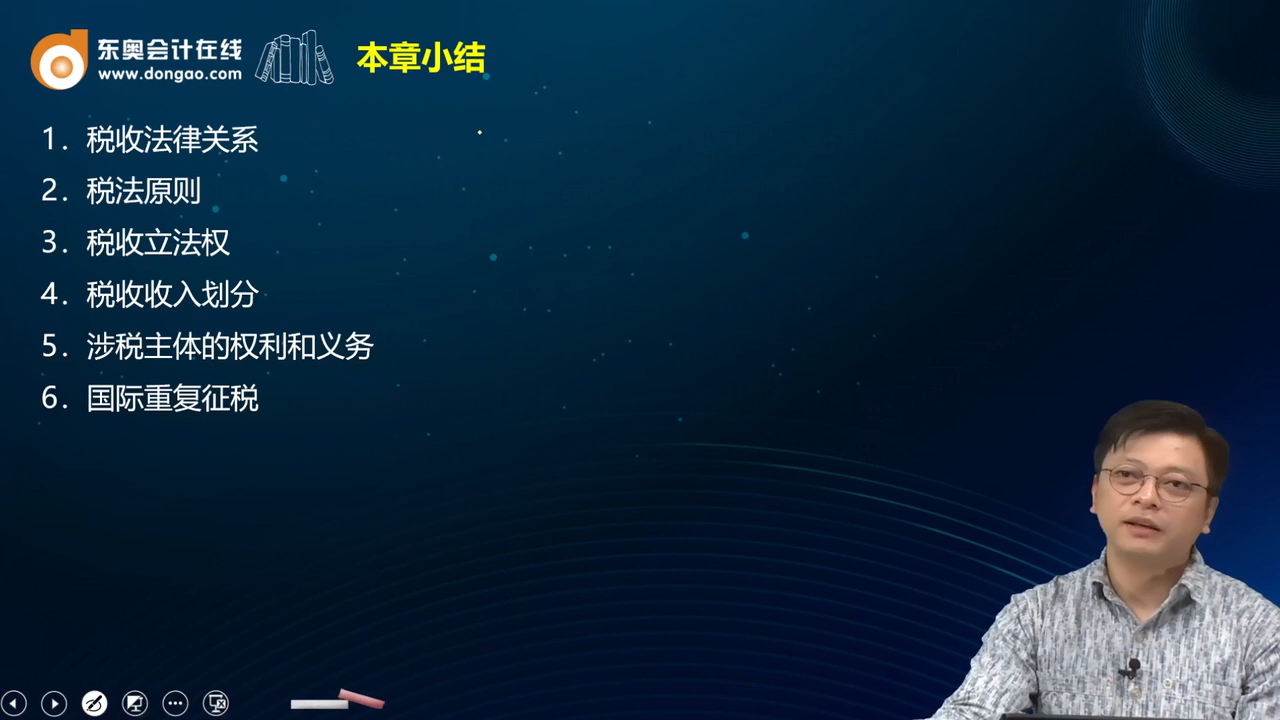 东奥会计在线
www.dongao.com
本章小结
1. 税收法律关系
2. 税法原则
3. 税收立法权
4. 税收收入划分
5. 涉税主体的权利和义务
6. 国际重复征税